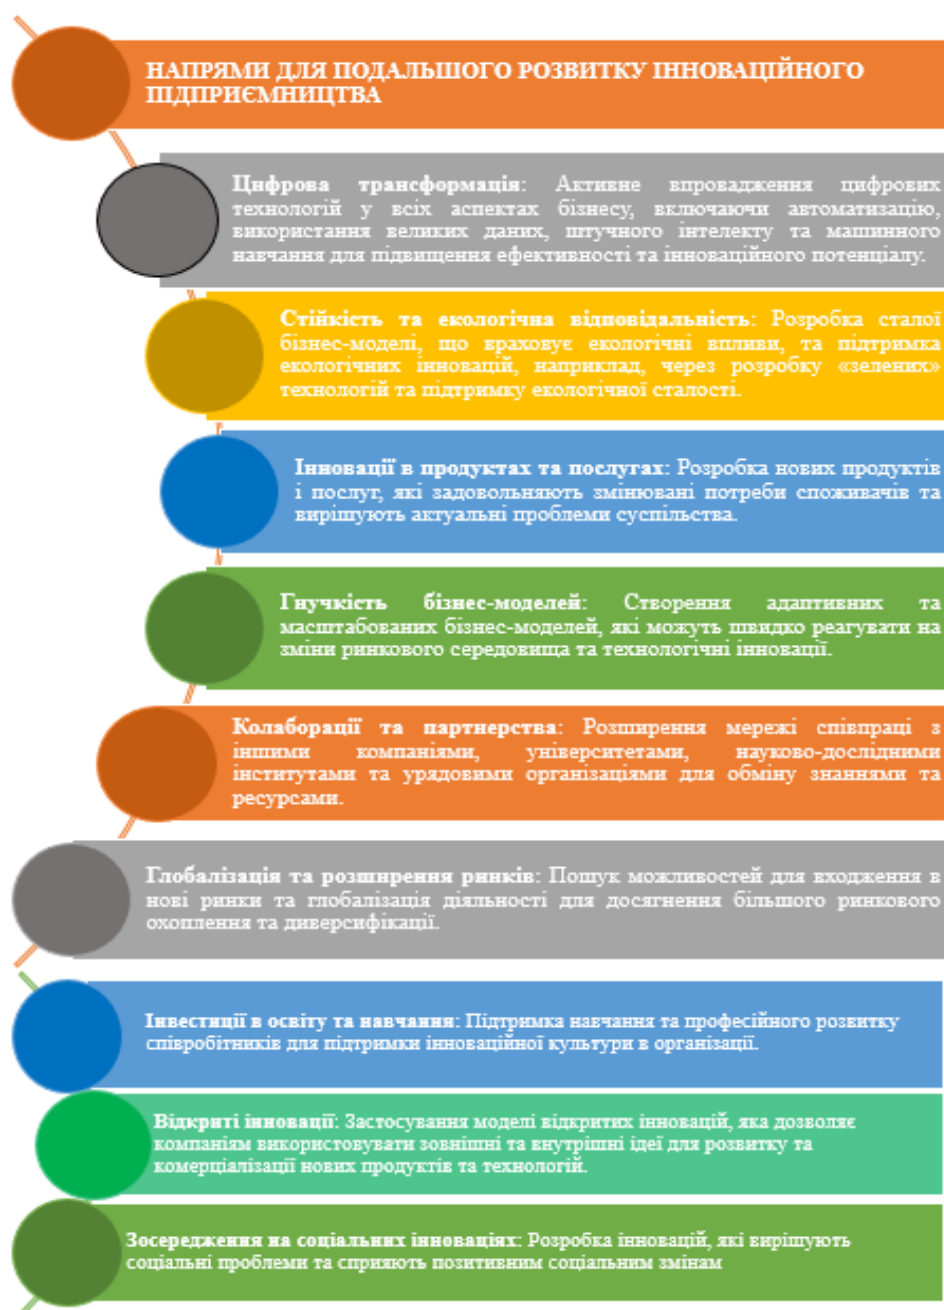 НАПРЯМИ ДЛЯ ПОДАЛЬШОГО РОЗВИТКУ ІННОВАЦІЙНОГО
ПІДПРИЄМНИЦТВА
Цифрова трансформація: Активне впровадження цифрових
технологій у всіх аспектах бізнесу, включаючи автоматизацію,
використання великих даних, штучного інтелекту та машинного
навчання для підвищення ефективності та інноваційного потенціалу.
Стійкість та екологічна відповідальність: Розробка сталої
бізнес-моделі, що враховує екологічні впливи, та підтримка
екологічних інновацій, наприклад, через розробку «зелених»
технологій та підтримку екологічної сталості.
Інновації в продуктах та послугах: Розробка нових продуктів
і послуг, які задовольняють змінювані потреби споживачів та
вирішують актуальні проблеми суспільства.
Гнучкість бізнес-моделей: Створення адаптивних та
масштабованих бізнес-моделей, які можуть швидко реагувати на
зміни ринкового середовища та технологічні інновації.
Колаборації та партнерства: Розширення мережі співпраці з
іншими компаніями, університетами, науково-дослідними
інститутами та урядовими організаціями для обміну знаннями та
ресурсами.
Глобалізація та розширення ринків: Пошук можливостей для входження в
нові ринки та глобалізація діяльності для досягнення більшого ринкового
охоплення та диверсифікації.
Інвестиції в освіту та навчання: Підтримка навчання та професійного розвитку
співробітників для підтримки інноваційної культури в організації.
Відкриті інновації: Застосування моделі відкритих інновацій, яка дозволяє
компаніям використовувати зовнішні та внутрішні ідеї для розвитку та
комерціалізації нових продуктів та технологій.
Зосередження на соціальних інноваціях: Розробка інновацій, які вирішують
соціальні проблеми та сприяють позитивним соціальним змінам